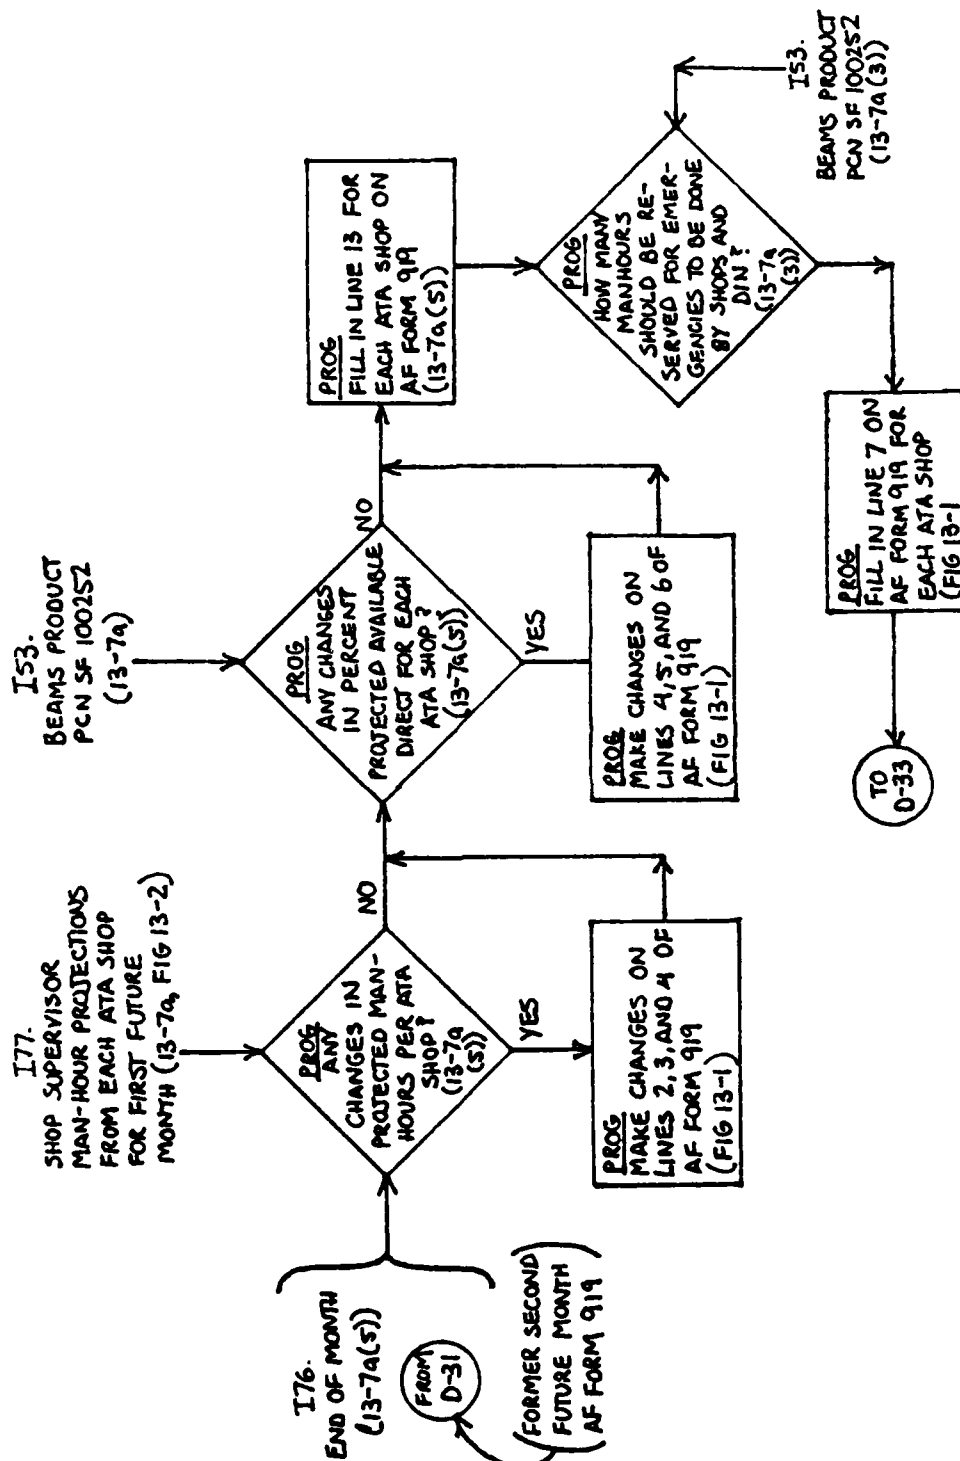 I77.
SHOP SUPERVISOR
MAN-HOUR PROJECTIONS
FROM EACH ATA SHOP
FOR FIRST FUTURE
MONTH (13-7a, FIG 13-2)
I76.
END OF MONTH
(13-7a(5))
FROM
D-31
(FORMER SECOND
FUTURE MONTH
AF FORM 919)
PROG
ANY
CHANGES IN
PROJECTED MAN-
HOURS PER ATA
SHOP?
(13-7a
(5))
NO
YES
PROG
MAKE CHANGES ON
LINES 2, 3, AND 4 OF
AF FORM 919
(FIG 13-1)
I53.
BEAMS PRODUCT
PCN SF 100252
(13-7a)
PROG
ANY CHANGES
IN PERCENT
PROJECTED AVAILABLE
DIRECT FOR EACH
ATA SHOP?
(13-7a(5))
NO
YES
PROG
MAKE CHANGES ON
LINES 4, 5, AND 6 OF
AF FORM 919
(FIG 13-1)
PROG
FILL IN LINE 13 FOR
EACH ATA SHOP ON
AF FORM 919
(13-7a(5))
PROG
HOW MANY
MANHOURS
SHOULD BE RE-
SERVED FOR EMER-
GENCIES TO BE DONE
BY SHOPS AND
DIN?
(13-7a
(3))
I53.
BEAMS PRODUCT
PCN SF 100252
(13-7a(3))
PROG
FILL IN LINE 7 ON
AF FORM 919 FOR
EACH ATA SHOP
(FIG 13-1
TO
D-33